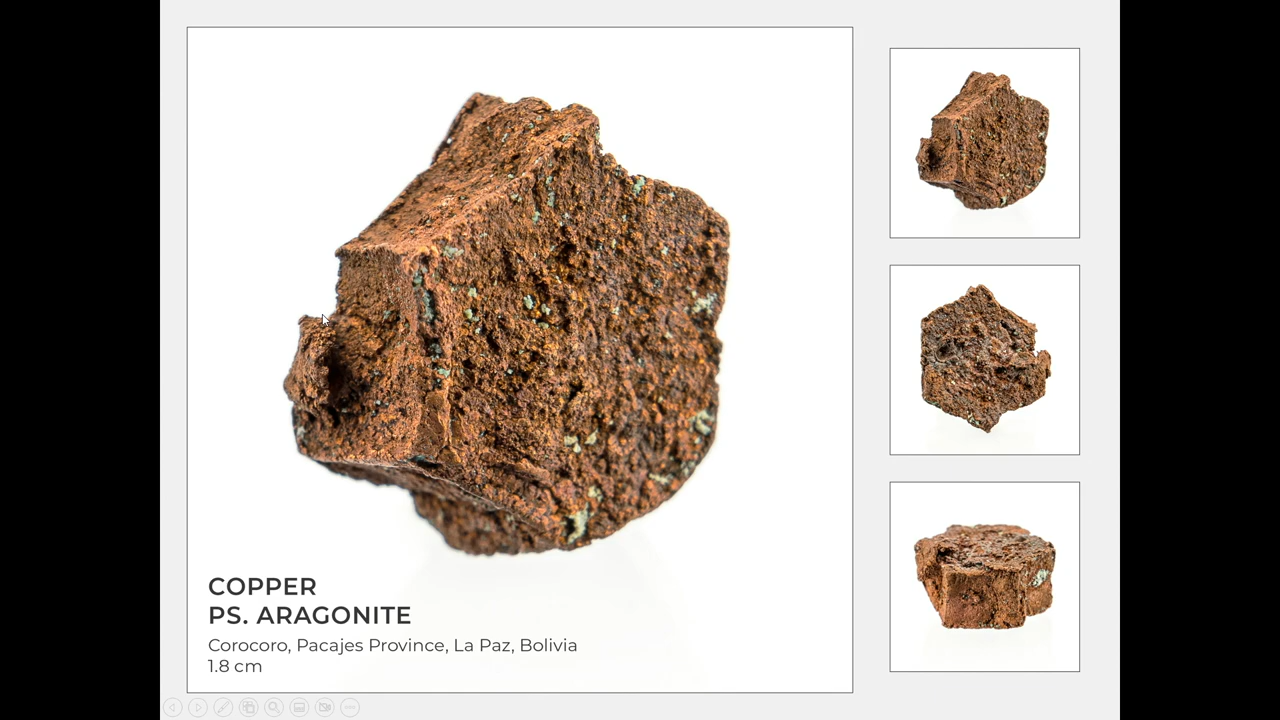 COPPER
PS. ARAGONITE
Corocoro, Pacajes Province, La Paz, Bolivia
1.8 cm